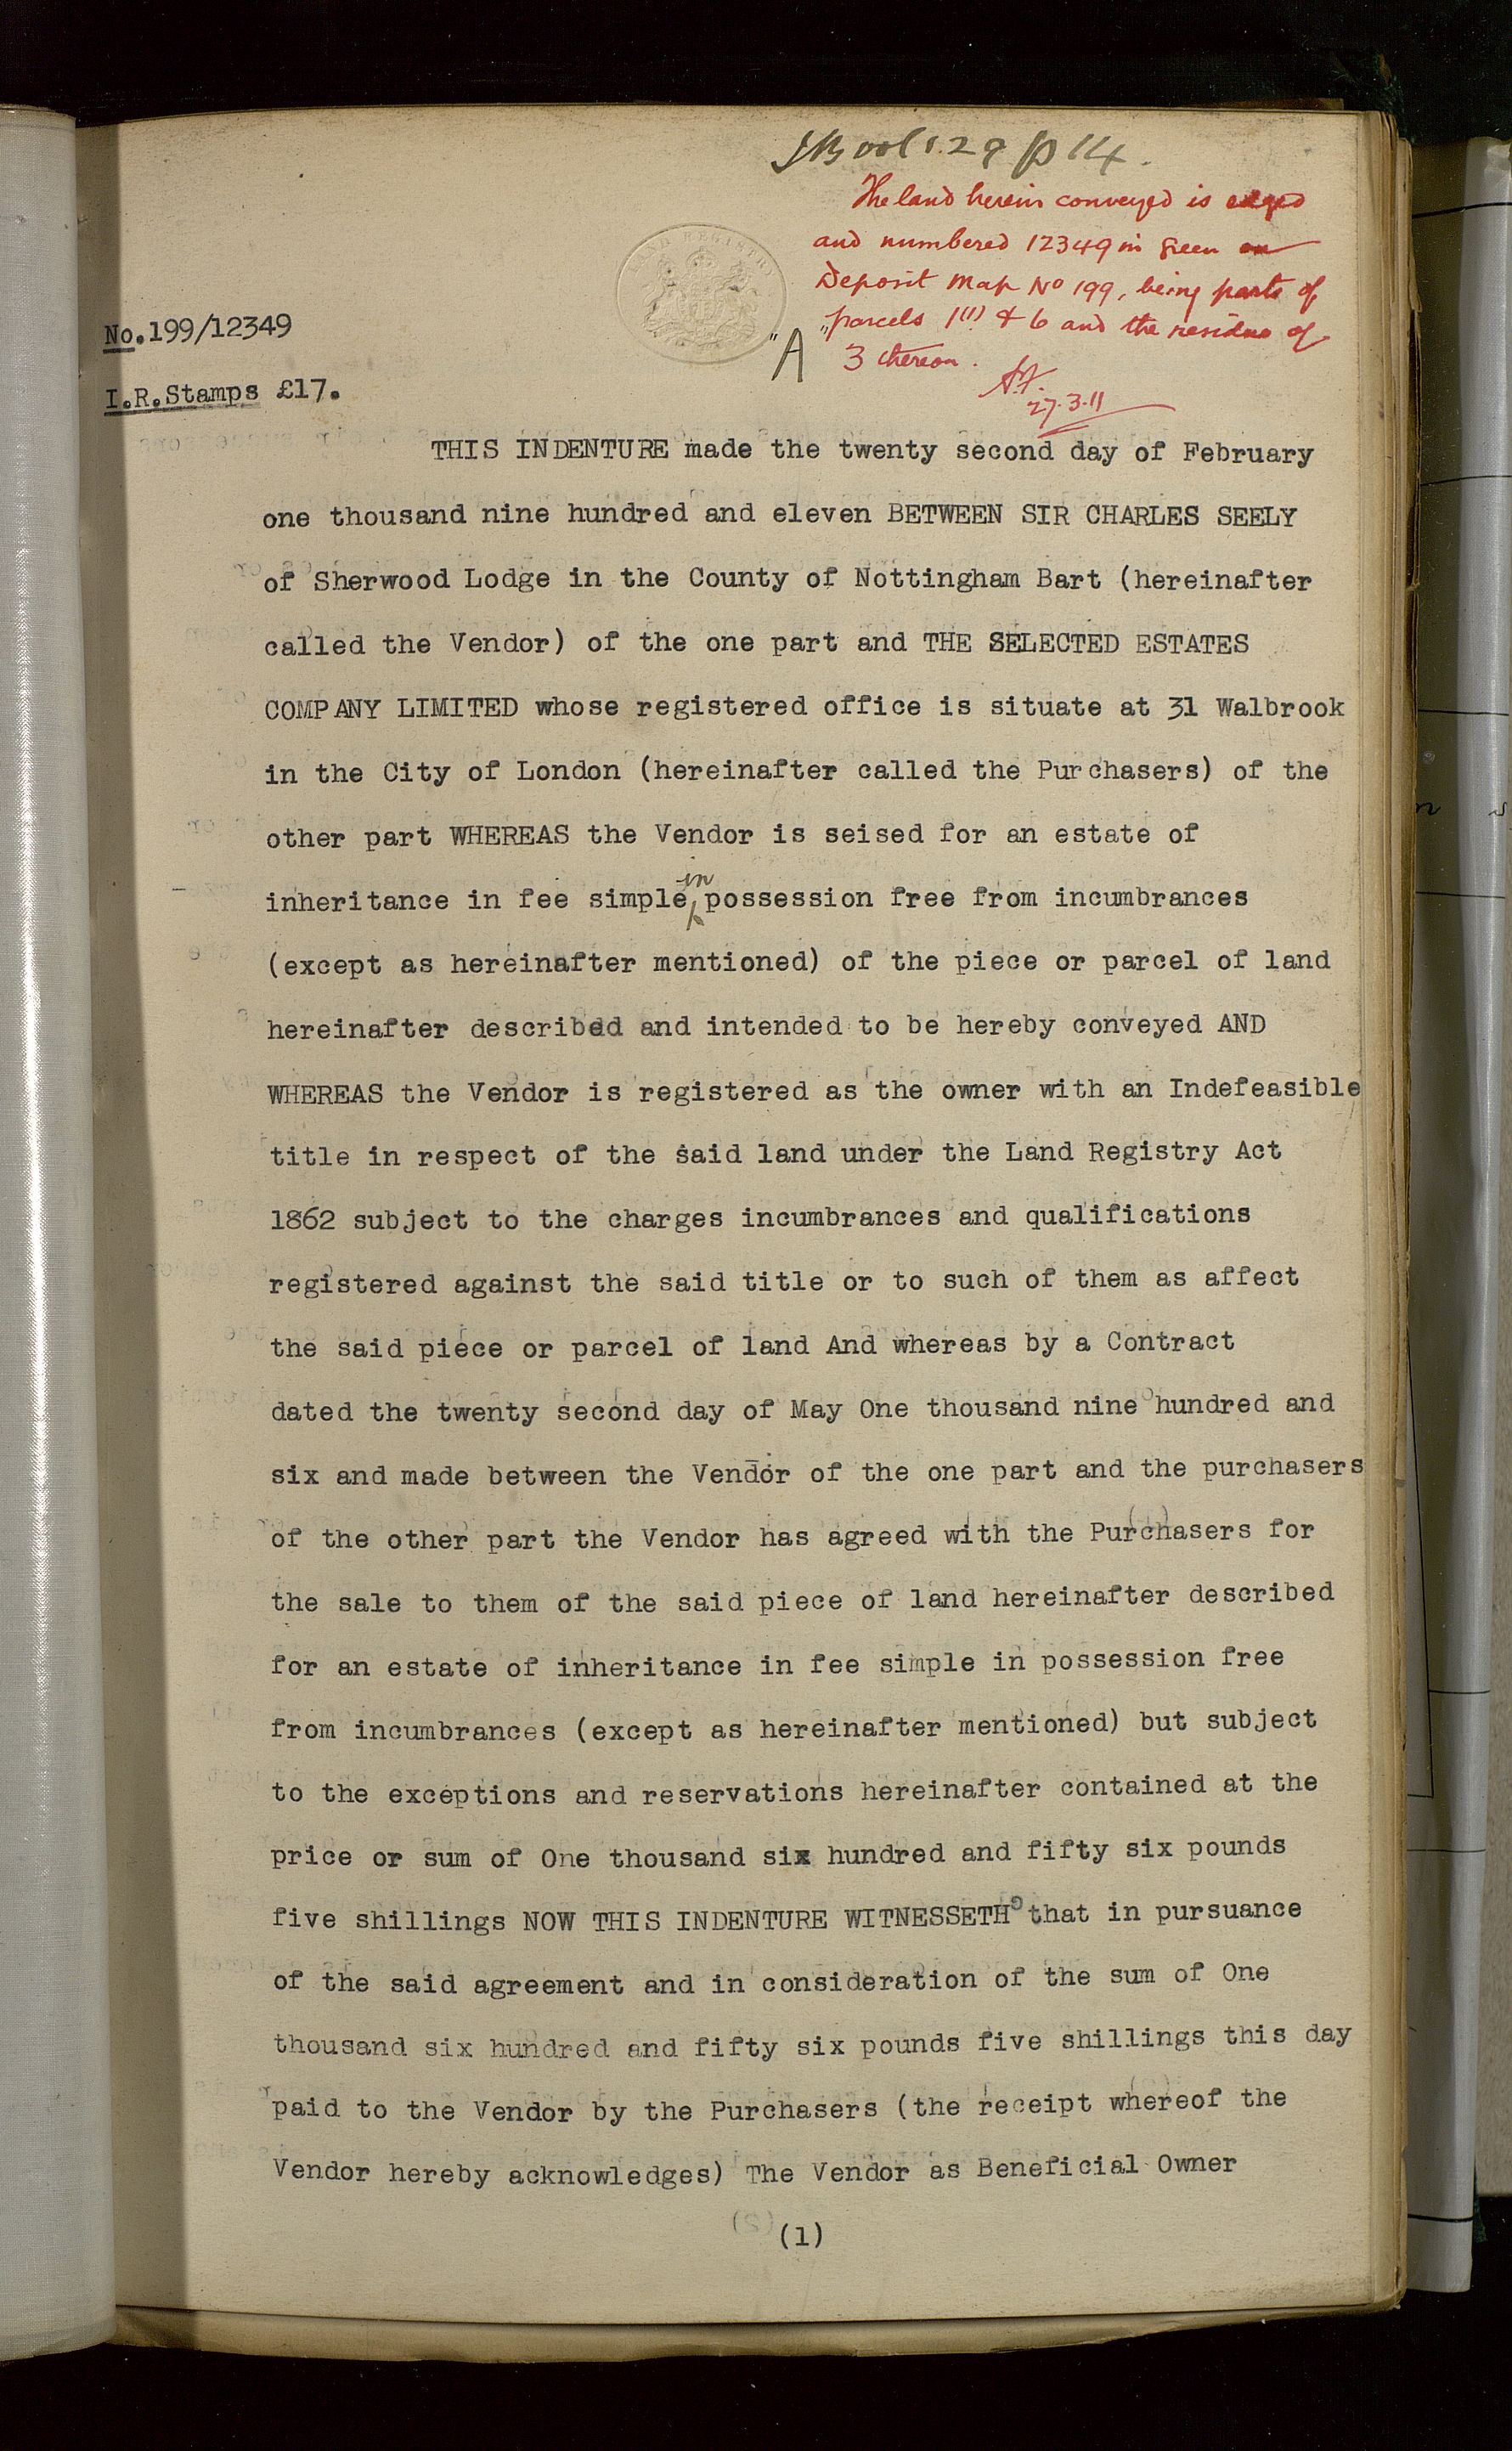 p 14.
The land herein conveyed is edged
and numbered 12349 in green on
Deposit Map No 199, being parts of
parcels 1(1) & 6 and the residue of
3 thereon.
27.3.11
LAND REGISTRY
"A"
No.199/12349
I.R.Stamps £17.
THIS INDENTURE made the twenty second day of February
one thousand nine hundred and eleven BETWEEN SIR CHARLES SEELY
of Sherwood Lodge in the County of Nottingham Bart (hereinafter
called the Vendor) of the one part and THE SELECTED ESTATES
COMPANY LIMITED whose registered office is situate at 31 Walbrook
in the City of London (hereinafter called the Purchasers) of the
other part WHEREAS the Vendor is seised for an estate of
inheritance in fee simple in possession free from incumbrances
(except as hereinafter mentioned) of the piece or parcel of land
hereinafter described and intended to be hereby conveyed AND
WHEREAS the Vendor is registered as the owner with an Indefeasible
title in respect of the said land under the Land Registry Act
1862 subject to the charges incumbrances and qualifications
registered against the said title or to such of them as affect
the said piece or parcel of land And whereas by a Contract
dated the twenty second day of May One thousand nine hundred and
six and made between the Vendor of the one part and the purchasers
of the other part the Vendor has agreed with the Purchasers for
the sale to them of the said piece of land hereinafter described
for an estate of inheritance in fee simple in possession free
from incumbrances (except as hereinafter mentioned) but subject
to the exceptions and reservations hereinafter contained at the
price or sum of One thousand six hundred and fifty six pounds
five shillings NOW THIS INDENTURE WITNESSETH that in pursuance
of the said agreement and in consideration of the sum of One
thousand six hundred and fifty six pounds five shillings this day
paid to the Vendor by the Purchasers (the receipt whereof the
Vendor hereby acknowledges) The Vendor as Beneficial Owner
(1)